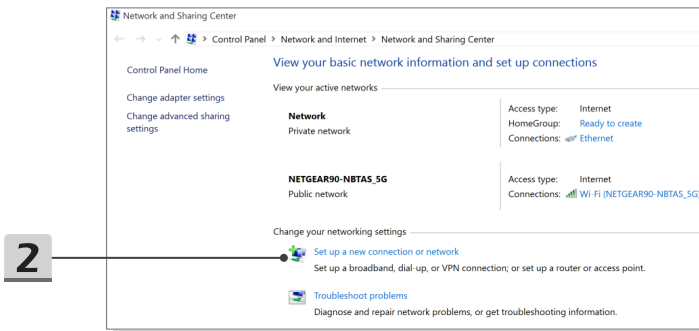 Network and Sharing Center
Control Panel > Network and Internet > Network and Sharing Center
Control Panel Home
Change adapter settings
Change advanced sharing
settings
View your basic network information and set up connections
View your active networks
Network
Private network
Access type: Internet
HomeGroup: Ready to create
Connections: Ethernet
NETGEAR90-NBTAS_5G
Public network
Access type: Internet
Connections: Wi-Fi (NETGEAR90-NBTAS_5G)
Change your networking settings
2
Set up a new connection or network
Set up a broadband, dial-up, or VPN connection; or set up a router or access point.
Troubleshoot problems
Diagnose and repair network problems, or get troubleshooting information.